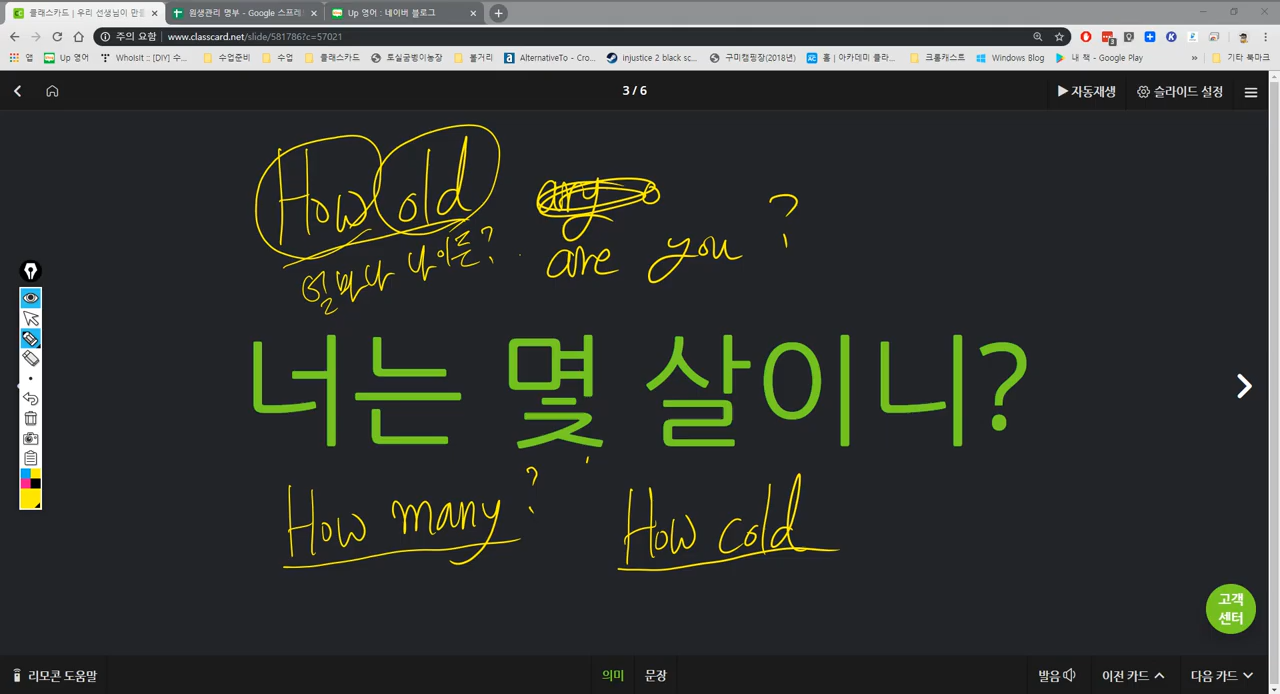 클래스카드 | 우리 선생님이 만든
원생관리 명부 - Google 스프레
Up 영어 : 네이버 블로그
주의 요함 | www.classcard.net/slide/581786?c=57021
앱 Up 영어 WhoisIt :: [DIY] 수... 수업준비 수업 클래스카드 토실굼벵이농장 볼거리 AlternativeTo - Cro... injustice 2 black sc... 구미캠핑장(2018년) 홈 | 아카데미 클라... 크롬캐스트 Windows Blog 내 책 - Google Play » 기타 북마크
3 / 6 자동재생 슬라이드 설정
How old
are you ?
얼마나 나이든?
너는 몇 살이니?
How many? How cold
고객
센터
리모콘 도움말 의미 문장 발음 이전 카드 다음 카드